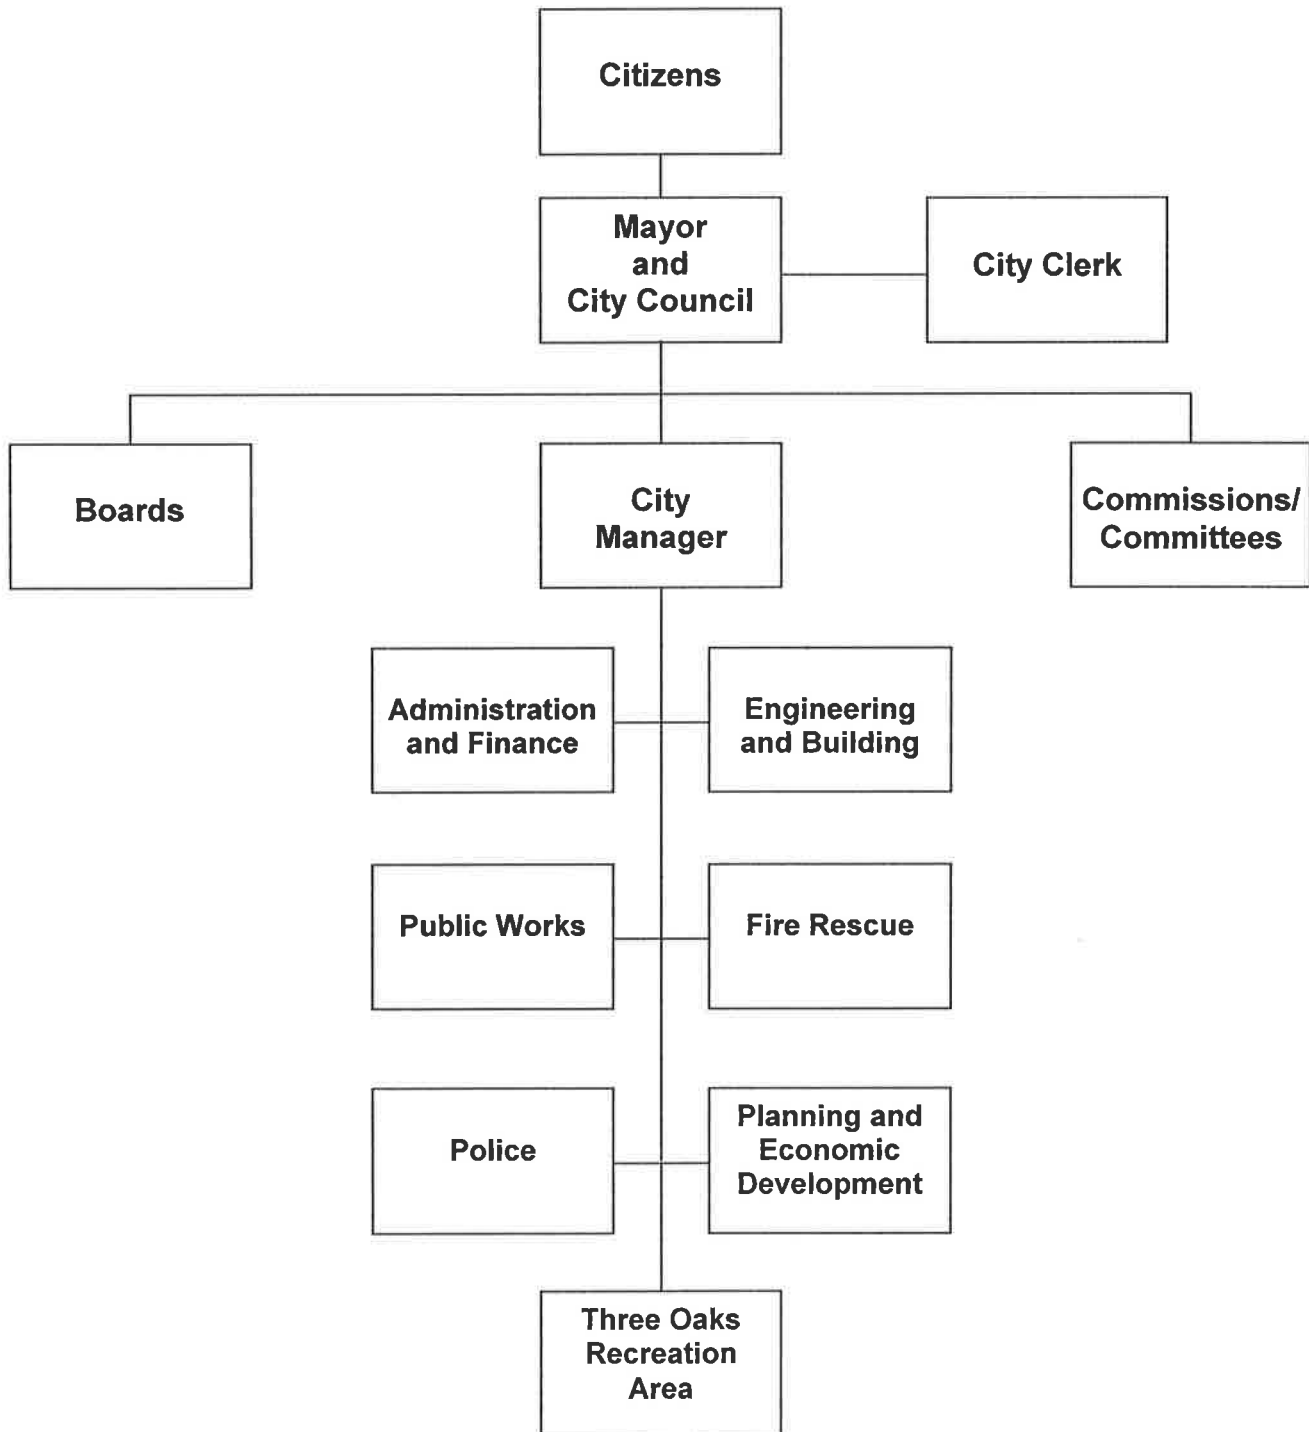 Citizens
Mayor
and
City Council
City Clerk
Boards
City
Manager
Commissions/
Committees
Administration
and Finance
Engineering
and Building
Public Works
Fire Rescue
Police
Planning and
Economic
Development
Three Oaks
Recreation
Area